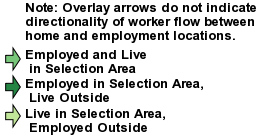 Note: Overlay arrows do not indicate
directionality of worker flow between
home and employment locations.
Employed and Live
in Selection Area
Employed in Selection Area,
Live Outside
Live in Selection Area,
Employed Outside